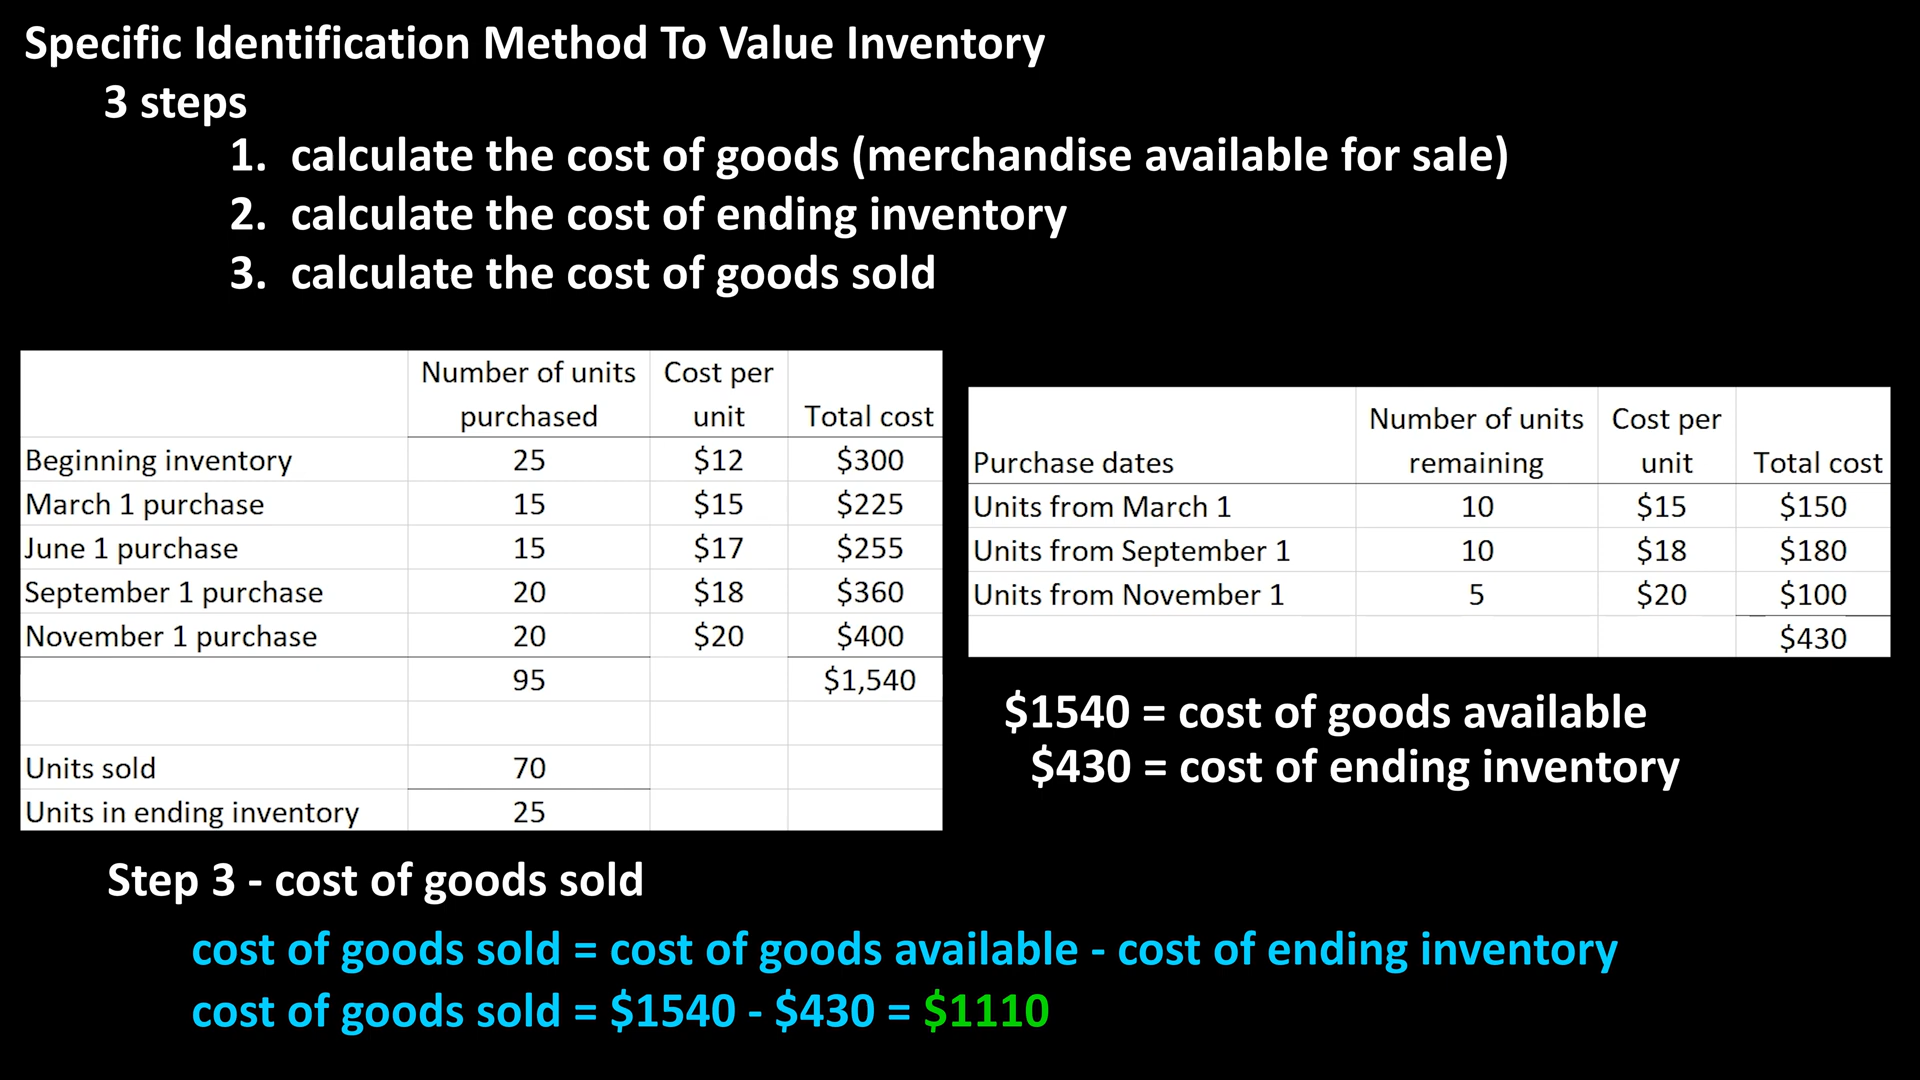 Specific Identification Method To Value Inventory
3 steps
1. calculate the cost of goods (merchandise available for sale)
2. calculate the cost of ending inventory
3. calculate the cost of goods sold
Number of units purchased Cost per unit Total cost
Beginning inventory 25 $12 $300
March 1 purchase 15 $15 $225
June 1 purchase 15 $17 $255
September 1 purchase 20 $18 $360
November 1 purchase 20 $20 $400
95 $1,540
Units sold 70
Units in ending inventory 25
Purchase dates Number of units remaining Cost per unit Total cost
Units from March 1 10 $15 $150
Units from September 1 10 $18 $180
Units from November 1 5 $20 $100
$430
$1540 = cost of goods available
$430 = cost of ending inventory
Step 3 - cost of goods sold
cost of goods sold = cost of goods available - cost of ending inventory
cost of goods sold = $1540 - $430 = $1110